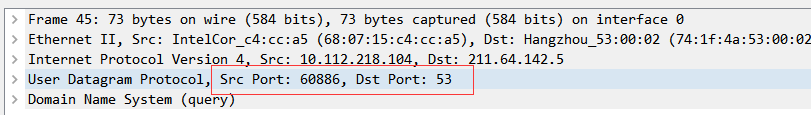 Frame 45: 73 bytes on wire (584 bits), 73 bytes captured (584 bits) on interface 0
Ethernet II, Src: IntelCor_c4:cc:a5 (68:07:15:c4:cc:a5), Dst: Hangzhou_53:00:02 (74:1f:4a:53:00:02
Internet Protocol Version 4, Src: 10.112.218.104, Dst: 211.64.142.5
User Datagram Protocol, Src Port: 60886, Dst Port: 53
Domain Name System (query)